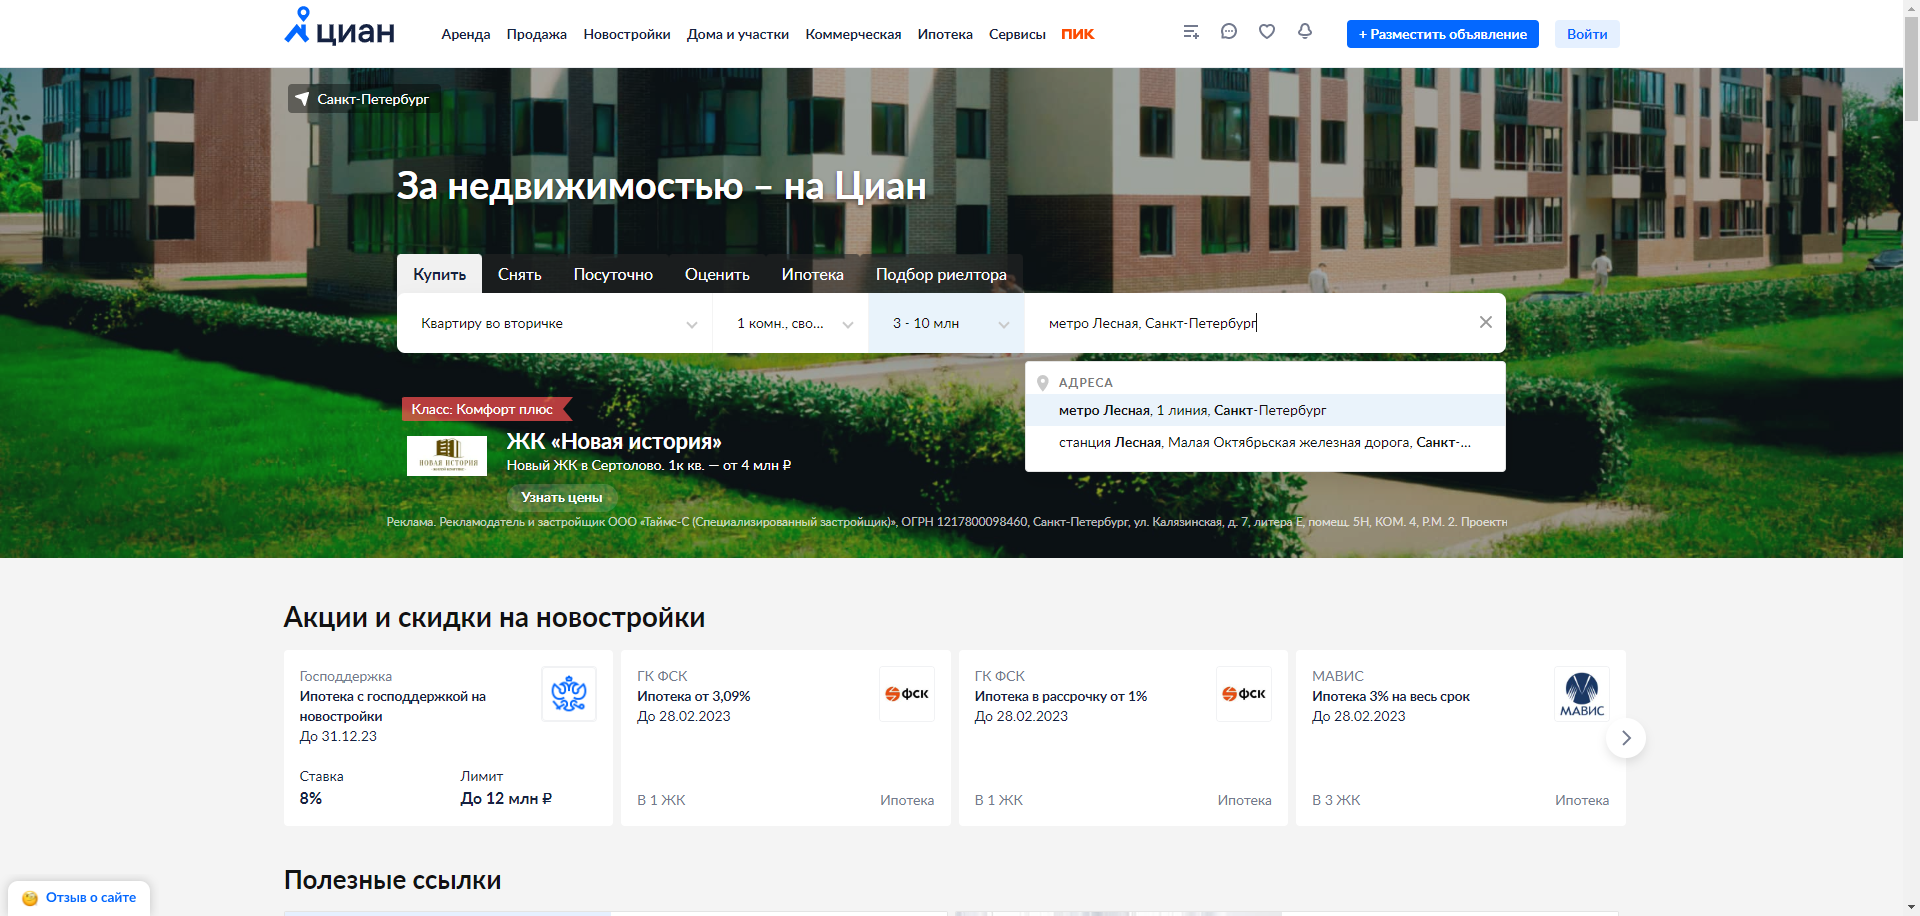 циан
Аренда Продажа Новостройки Дома и участки Коммерческая Ипотека Сервисы ПИК
+ Разместить объявление
Войти
Санкт-Петербург
За недвижимостью – на Циан
Купить Снять Посуточно Оценить Ипотека Подбор риелтора
Квартиру во вторичке
1 комн., сво...
3 - 10 млн
метро Лесная, Санкт-Петербург
АДРЕСА
метро Лесная, 1 линия, Санкт-Петербург
станция Лесная, Малая Октябрьская железная дорога, Санкт-...
Класс: Комфорт плюс
НОВАЯ ИСТОРИЯ
ЖК «Новая история»
Новый ЖК в Сертолово. 1к кв. — от 4 млн ₽
Узнать цены
Реклама. Рекламодатель и застройщик ООО «Таймс-С (Специализированный застройщик)», ОГРН 1217800098460, Санкт-Петербург, ул. Калязинская, д. 7, литера Е, помещ. 5Н, КОМ. 4, Р.М. 2. Проектн
Акции и скидки на новостройки
Господдержка
Ипотека с господдержкой на
новостройки
До 31.12.23
Ставка
8%
Лимит
До 12 млн ₽
ГК ФСК
Ипотека от 3,09%
До 28.02.2023
фск
В 1 ЖК
Ипотека
ГК ФСК
Ипотека в рассрочку от 1%
До 28.02.2023
фск
В 1 ЖК
Ипотека
МАВИС
Ипотека 3% на весь срок
До 28.02.2023
МАВИС
В 3 ЖК
Ипотека
Полезные ссылки
Отзыв о сайте